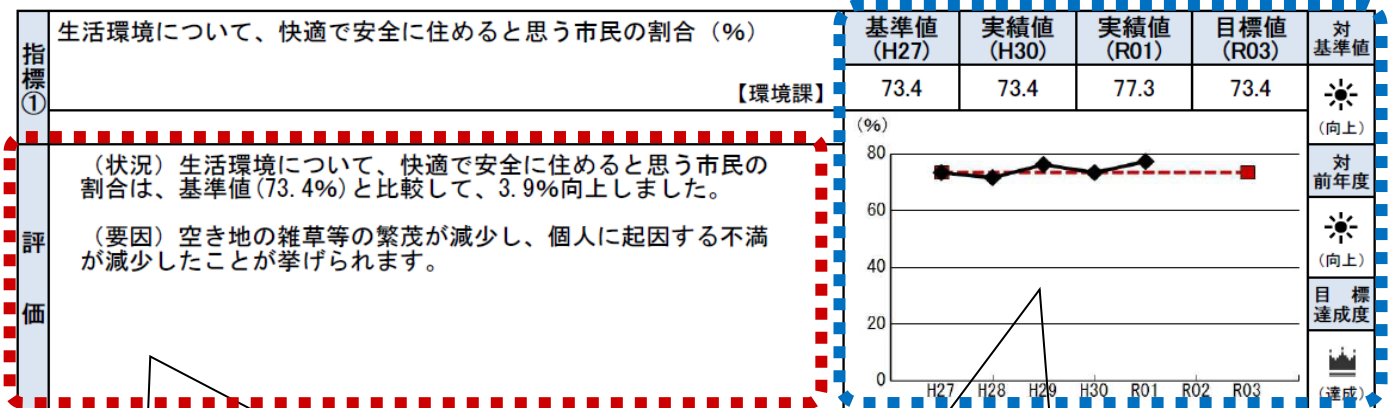 指標①
生活環境について、快適で安全に住めると思う市民の割合（%）
【環境課】
基準値
(H27)
実績値
(H30)
実績値
(R01)
目標値
(R03)
対
基準値
73.4
73.4
77.3
73.4
(向上)
評価
（状況）生活環境について、快適で安全に住めると思う市民の
割合は、基準値(73.4%)と比較して、3.9%向上しました。
（要因）空き地の雑草等の繁茂が減少し、個人に起因する不満
が減少したことが挙げられます。
(%)
80
60
40
20
0
H27 H28 H29 H30 R01 R02 R03
対
前年度
(向上)
目 標
達成度
(達成)